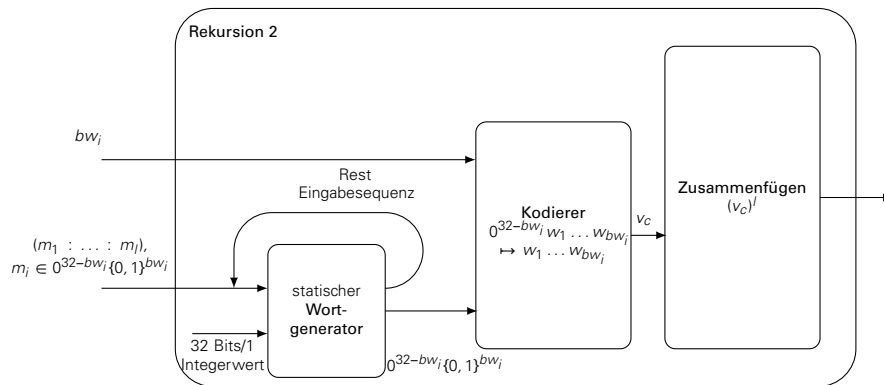 Rekursion 2
bw_i
Rest
Eingabesequenz
(m_1 : … : m_l),
m_i ∈ 0^{32−bw_i}{0, 1}^{bw_i}
statischer
Wort-
generator
32 Bits/1
Integerwert
0^{32−bw_i}{0, 1}^{bw_i}
Kodierer
0^{32−bw_i} w_1 … w_{bw_i}
↦ w_1 … w_{bw_i}
v_c
Zusammenfügen
(v_c)^l